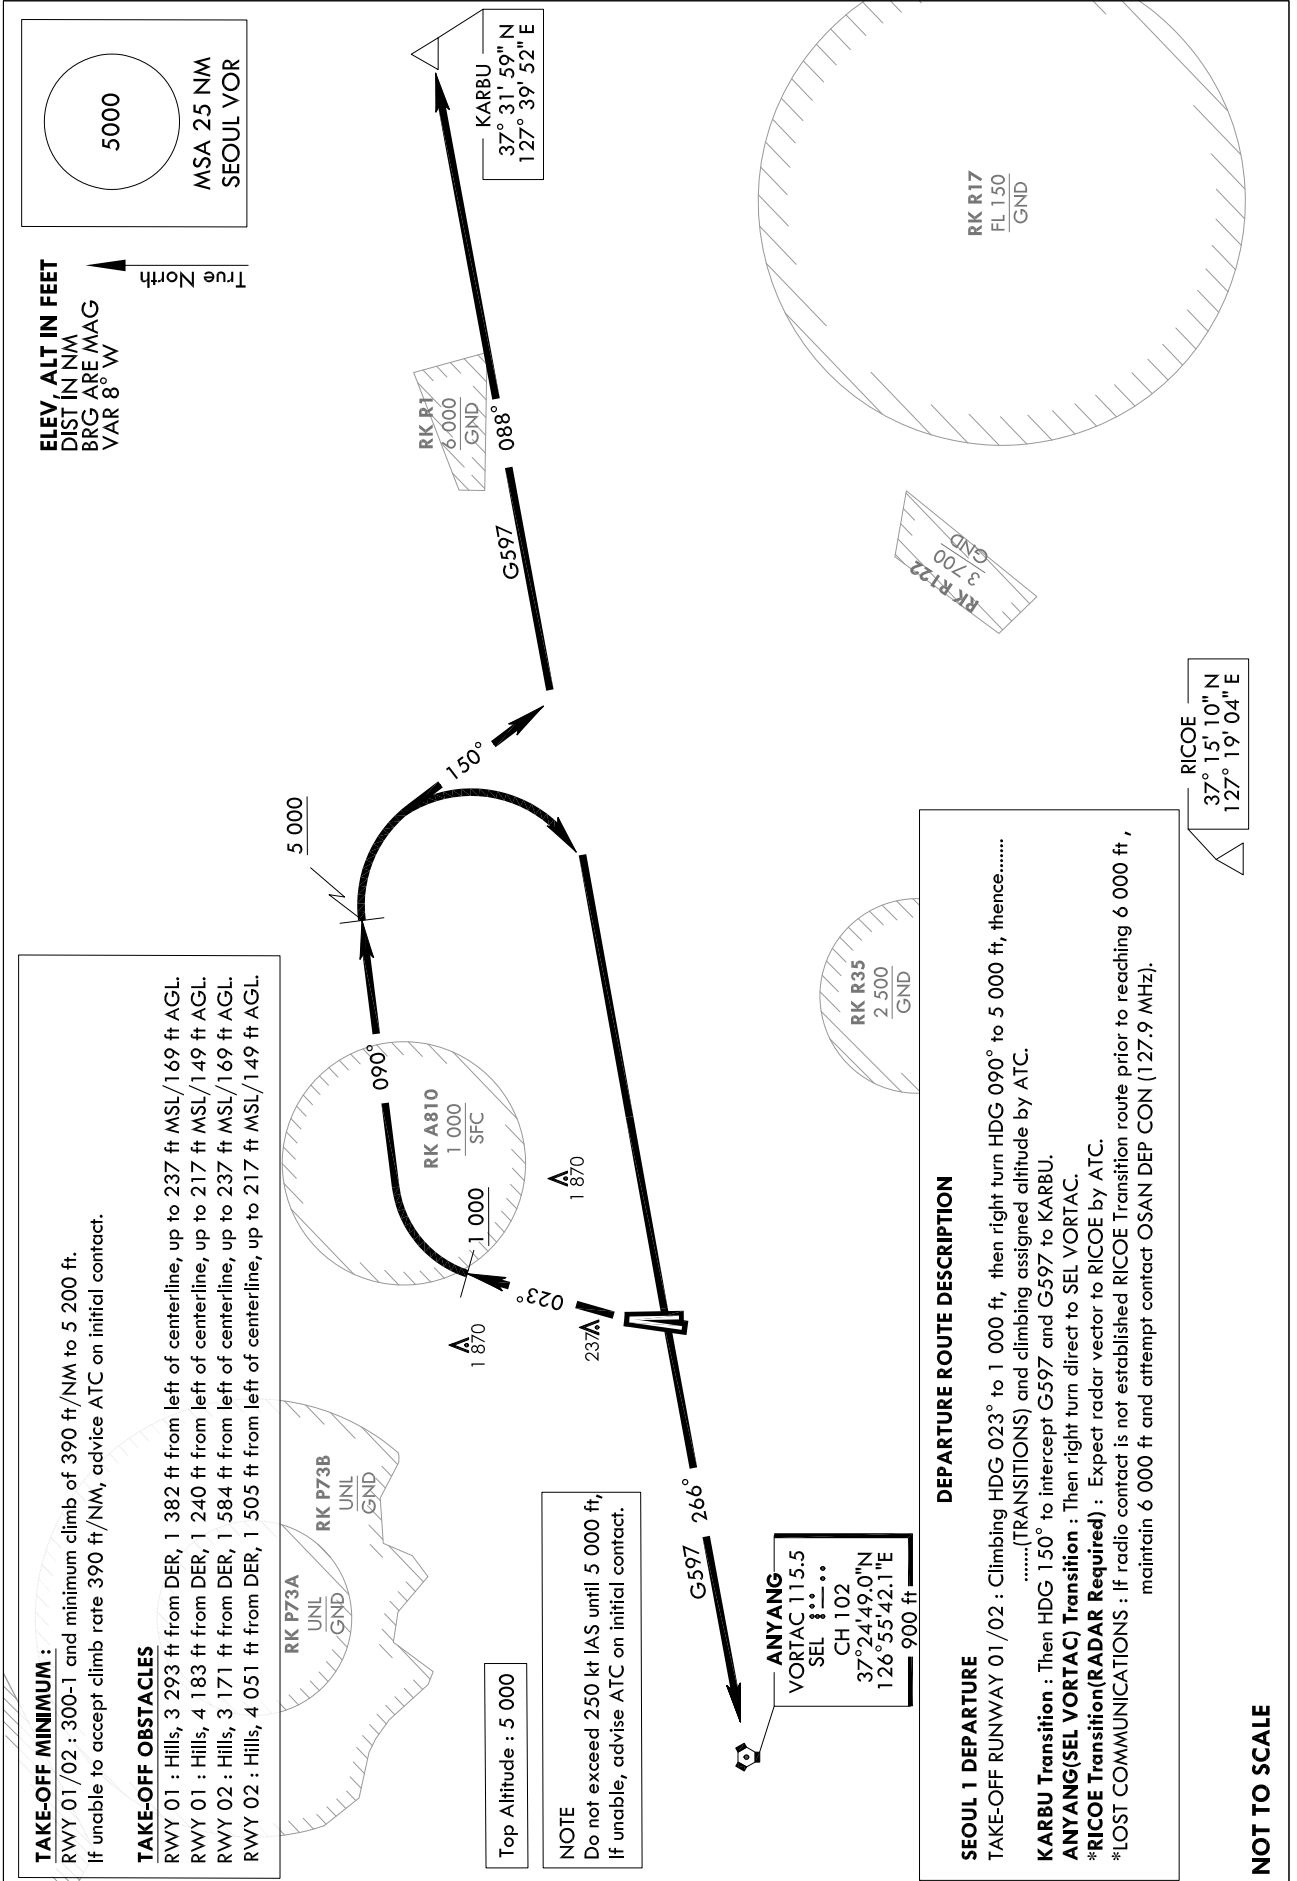 TAKE-OFF MINIMUM :
RWY 01/02 : 300-1 and minimum climb of 390 ft/NM to 5 200 ft.
If unable to accept climb rate 390 ft/NM, advice ATC on initial contact.
TAKE-OFF OBSTACLES
RWY 01 : Hills, 3 293 ft from DER, 1 382 ft from left of centerline, up to 237 ft MSL/169 ft AGL.
RWY 01 : Hills, 4 183 ft from DER, 1 240 ft from left of centerline, up to 217 ft MSL/149 ft AGL.
RWY 02 : Hills, 3 171 ft from DER, 584 ft from left of centerline, up to 237 ft MSL/169 ft AGL.
RWY 02 : Hills, 4 051 ft from DER, 1 505 ft from left of centerline, up to 217 ft MSL/149 ft AGL.
ELEV, ALT IN FEET
DIST IN NM
BRG ARE MAG
VAR 8° W
True North
5000
MSA 25 NM
SEOUL VOR
RK P73A
UNL
GND
RK P73B
UNL
GND
5 000
090°
RK A810
1 000
SFC
1 000
023°
1 870
1 870
237
150°
G597
088°
RK R1
6 000
GND
KARBU
37° 31' 59" N
127° 39' 52" E
Top Altitude : 5 000
NOTE
Do not exceed 250 kt IAS until 5 000 ft,
If unable, advise ATC on initial contact.
G597
266°
ANYANG
VORTAC 115.5
SEL
CH 102
37°24'49.0"N
126°55'42.1"E
900 ft
RK R35
2 500
GND
RK R122
3 700
GND
RK R17
FL 150
GND
RICOE
37° 15' 10" N
127° 19' 04" E
DEPARTURE ROUTE DESCRIPTION
SEOUL 1 DEPARTURE
TAKE-OFF RUNWAY 01/02 : Climbing HDG 023° to 1 000 ft, then right turn HDG 090° to 5 000 ft, thence.......
.......(TRANSITIONS) and climbing assigned altitude by ATC.
KARBU Transition : Then HDG 150° to intercept G597 and G597 to KARBU.
ANYANG(SEL VORTAC) Transition : Then right turn direct to SEL VORTAC.
*RICOE Transition(RADAR Required) : Expect radar vector to RICOE by ATC.
*LOST COMMUNICATIONS : If radio contact is not established RICOE Transition route prior to reaching 6 000 ft ,
maintain 6 000 ft and attempt contact OSAN DEP CON (127.9 MHz).
NOT TO SCALE